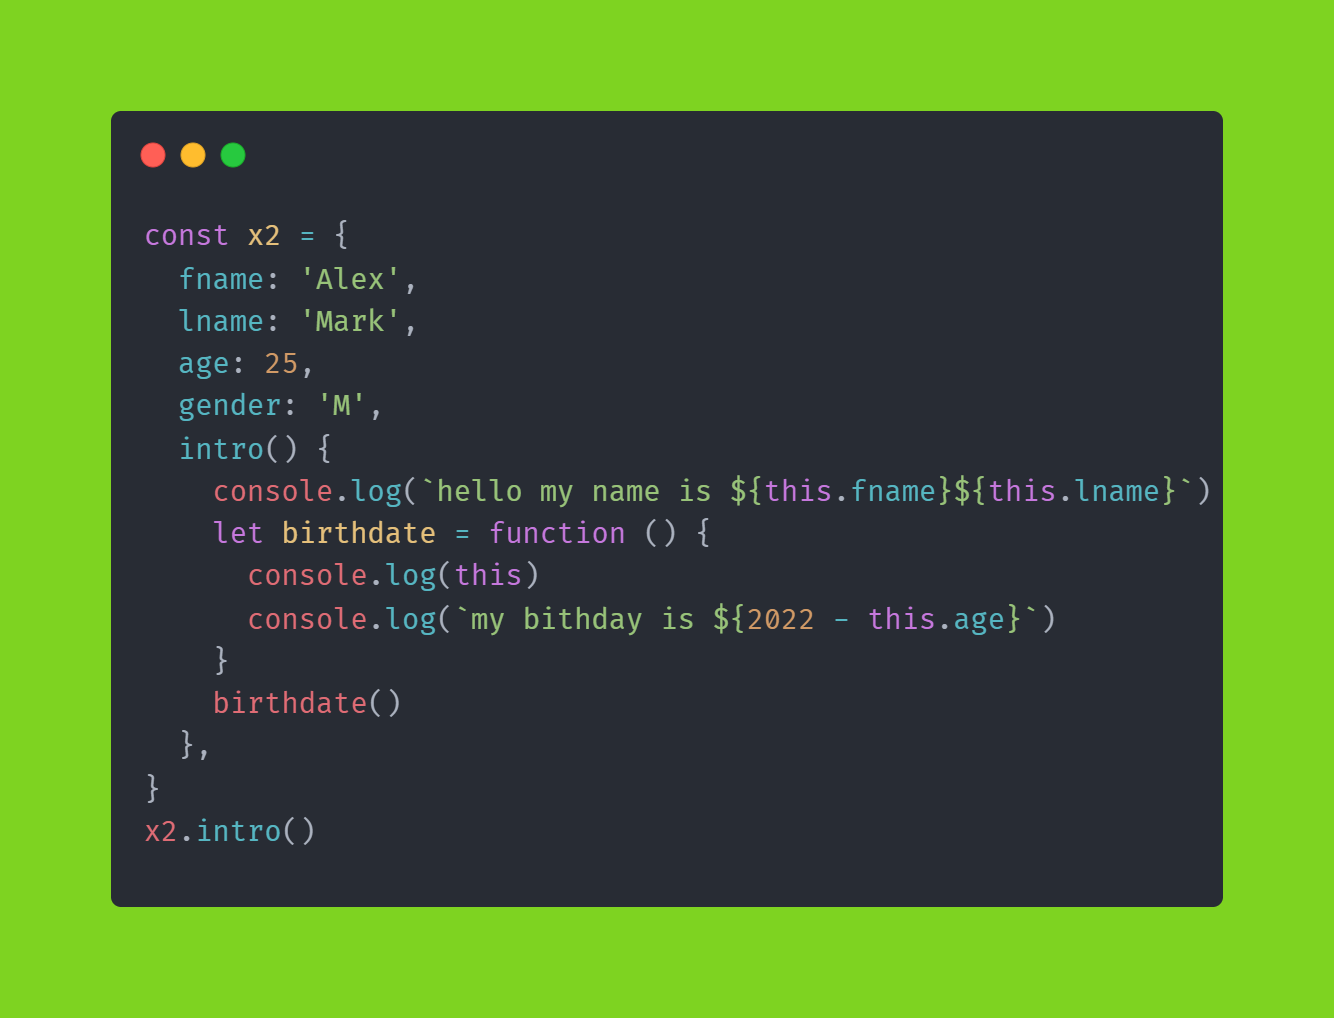 const x2 = {
  fname: 'Alex',
  lname: 'Mark',
  age: 25,
  gender: 'M',
  intro() {
    console.log(`hello my name is ${this.fname}${this.lname}`)
    let birthdate = function () {
      console.log(this)
      console.log(`my bithday is ${2022 - this.age}`)
    }
    birthdate()
  },
}
x2.intro()